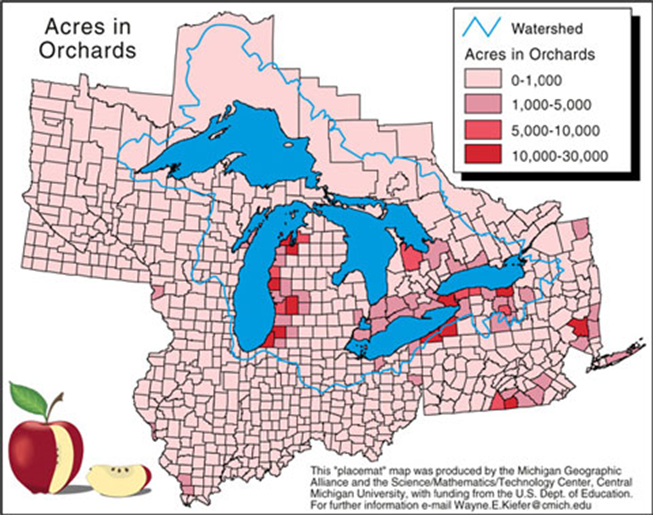 Acres in
Orchards
Watershed
Acres in Orchards
0-1,000
1,000-5,000
5,000-10,000
10,000-30,000
This "placemat" map was produced by the Michigan Geographic
Alliance and the Science/Mathematics/Technology Center, Central
Michigan University, with funding from the U.S. Dept. of Education.
For further information e-mail Wayne.E.Kiefer@cmich.edu